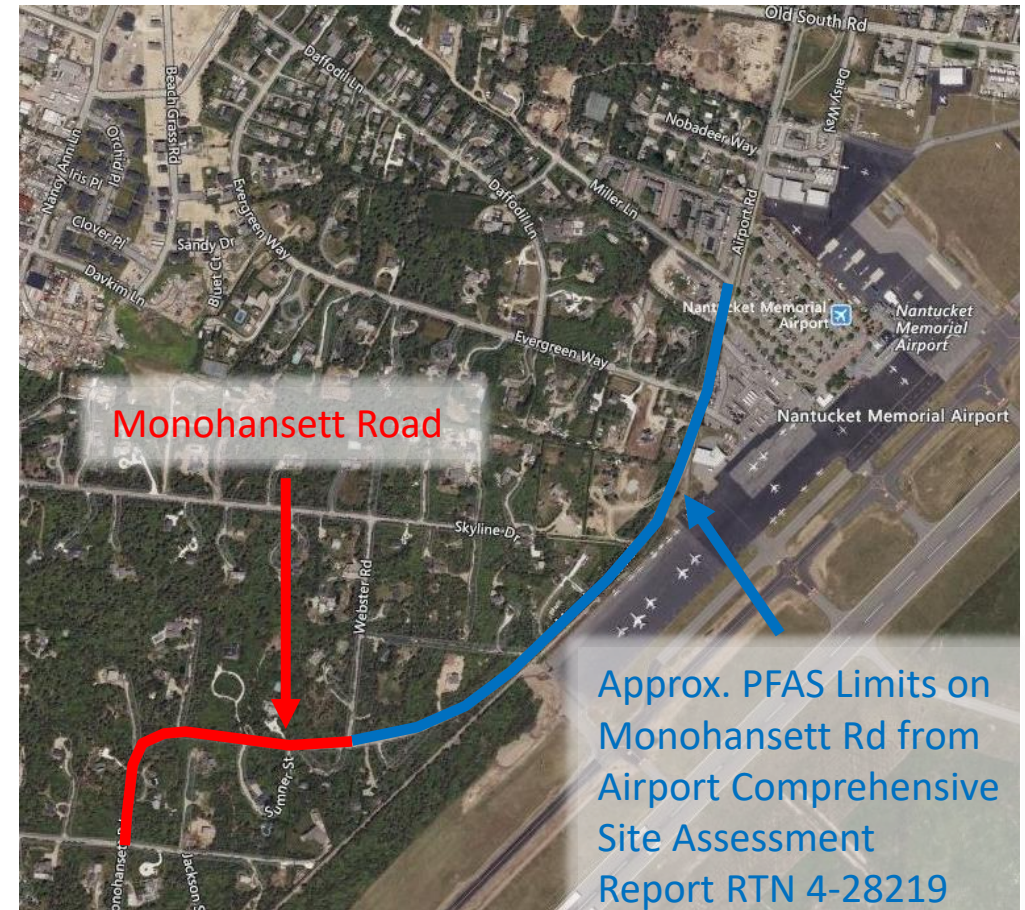 Old South Rd
Daffodil Ln
Beach Grass Rd
Daisy Way
Nobadeer Way
Orchid Pl
Nancy Ann Ln
Iris Pl
Miller Ln
Daffodil Ln
Evergreen Way
Airport Rd
Clover Pl
Sandy Dr
Bluet Ct
Davkim Ln
Nantucket Memorial
Airport
Nantucket
Memorial
Airport
Evergreen Way
Monohansett Road
Nantucket Memorial Airport
Skyline Dr
Webster Rd
Approx. PFAS Limits on
Monohansett Rd from
Airport Comprehensive
Site Assessment
Report RTN 4-28219
Sumner St
Jackson S
onohansett Rd